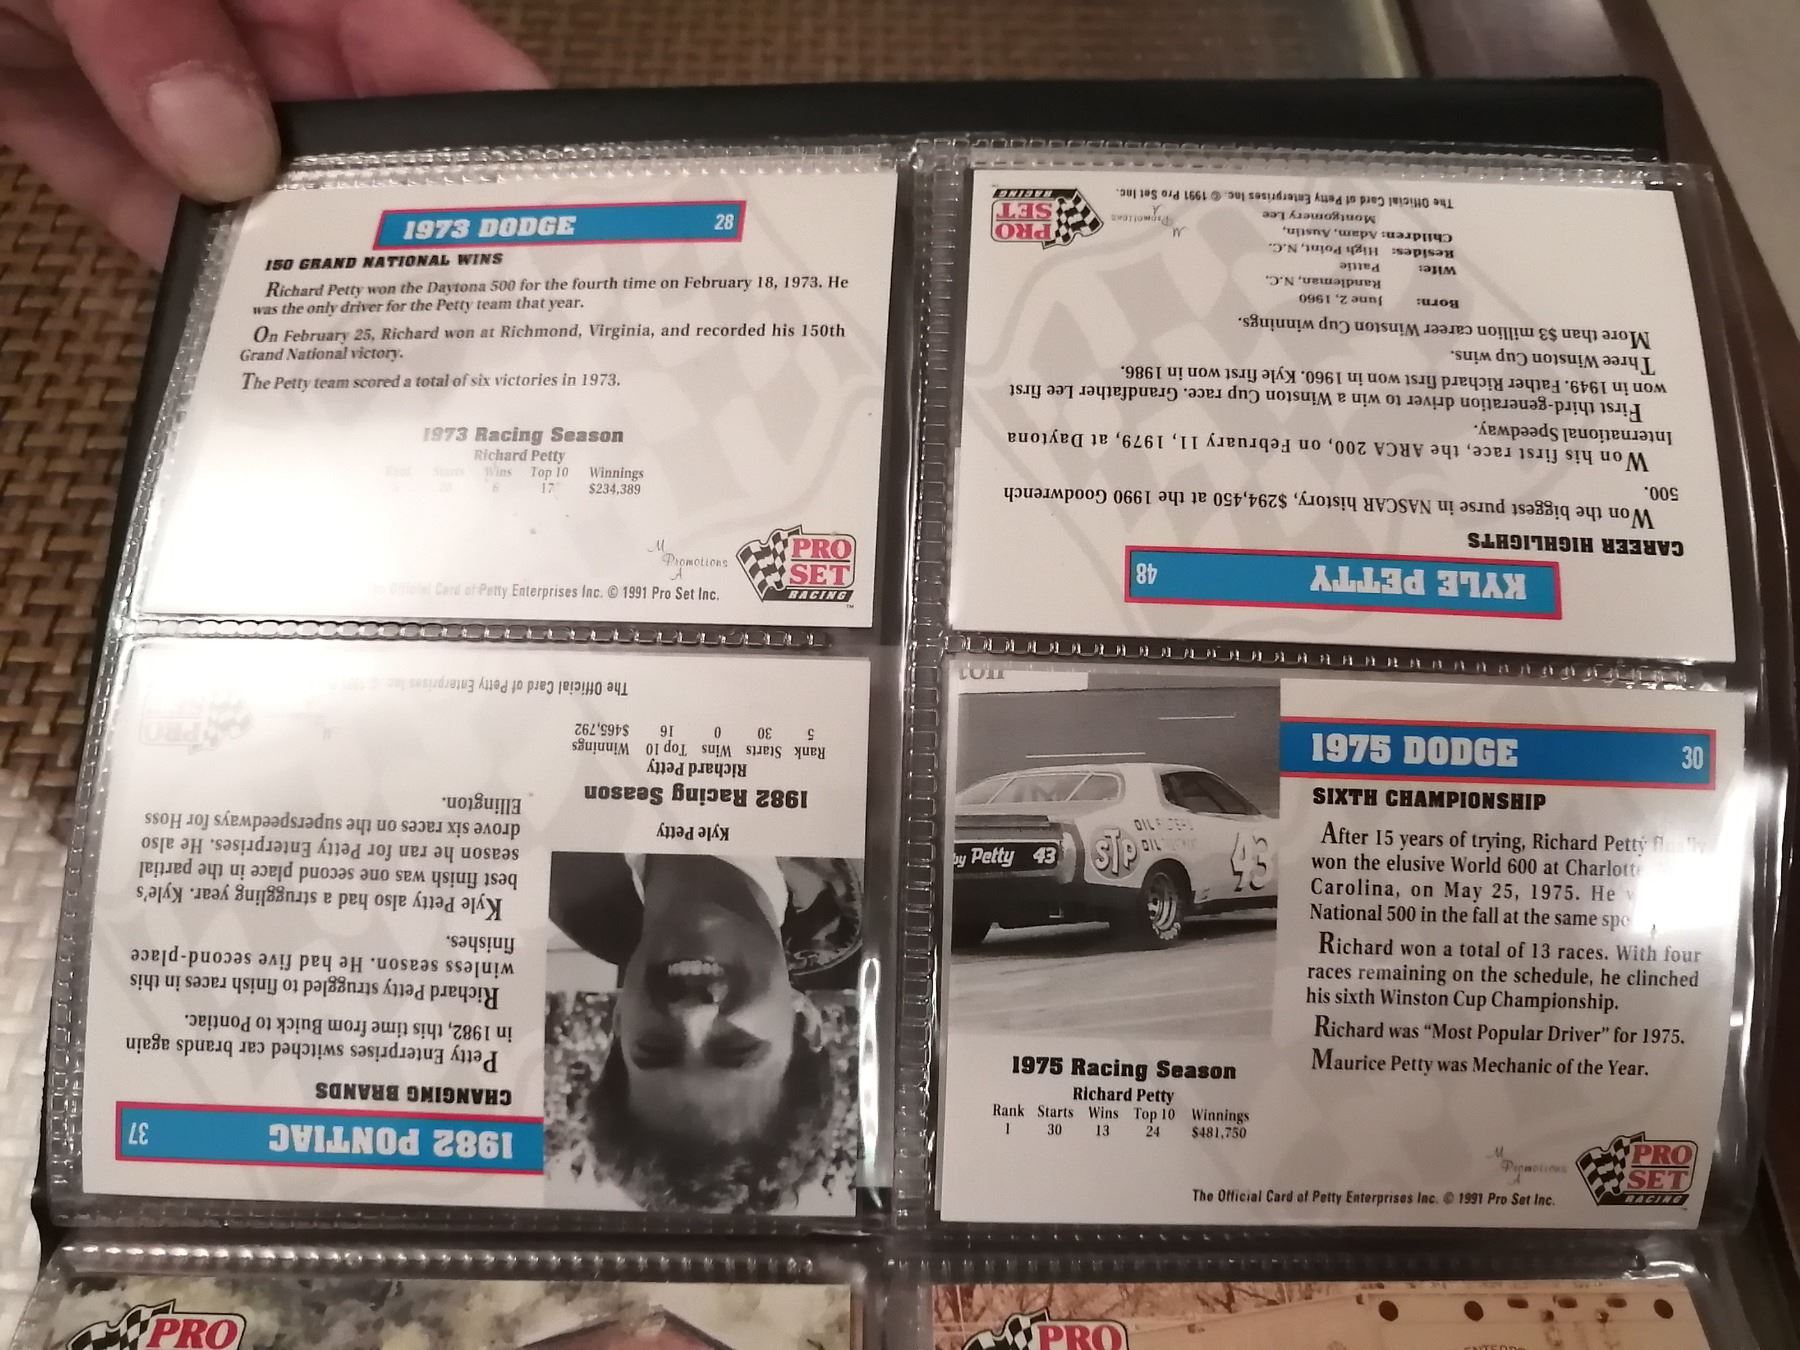 1973 DODGE 28
150 GRAND NATIONAL WINS
Richard Petty won the Daytona 500 for the fourth time on February 18, 1973. He
was the only driver for the Petty team that year.
On February 25, Richard won at Richmond, Virginia, and recorded his 150th
Grand National victory.
The Petty team scored a total of six victories in 1973.
1973 Racing Season
Richard Petty
Rank Starts Wins Top 10 Winnings
6 17 $234,389
M
Promotions
A
PRO
SET
RACING
Official Card of Petty Enterprises Inc. © 1991 Pro Set Inc.
KYLE PETTY 48
CAREER HIGHLIGHTS
Won the biggest purse in NASCAR history, $294,450 at the 1990 Goodwrench
500.
Won his first race, the ARCA 200, on February 11, 1979, at Daytona
International Speedway.
First third-generation driver to win a Winston Cup race. Grandfather Lee first
won in 1949. Father Richard first won in 1960. Kyle first won in 1986.
Three Winston Cup wins.
More than $3 million career Winston Cup winnings.
Born: June 2, 1960
Randleman, N.C.
Wife: Pattie
Resides: High Point, N.C.
Children: Adam, Austin,
Montgomery Lee
M
Promotions
A
PRO
SET
RACING
The Official Card of Petty Enterprises Inc. © 1991 Pro Set Inc.
1982 PONTIAC 37
CHANGING BRANDS
Petty Enterprises switched car brands again
in 1982, this time from Buick to Pontiac.
Richard Petty struggled to finish races in this
winless season. He had five second-place
finishes.
Kyle Petty also had a struggling year. Kyle's
best finish was one second place in the partial
season he ran for Petty Enterprises. He also
drove six races on the superspeedways for Hoss
Ellington.
Kyle Petty
1982 Racing Season
Richard Petty
Rank Starts Wins Top 10 Winnings
5 30 0 16 $465,792
PRO
SET
The Official Card of Petty Enterprises Inc. ©
by Petty 43
STP
OIL
OIL
43
1975 DODGE 30
SIXTH CHAMPIONSHIP
After 15 years of trying, Richard Petty finally
won the elusive World 600 at Charlotte
Carolina, on May 25, 1975. He
National 500 in the fall at the same
Richard won a total of 13 races. With four
races remaining on the schedule, he clinched
his sixth Winston Cup Championship.
Richard was “Most Popular Driver” for 1975.
Maurice Petty was Mechanic of the Year.
1975 Racing Season
Richard Petty
Rank Starts Wins Top 10 Winnings
1 30 13 24 $481,750
M
Promotions
A
PRO
SET
RACING
™
The Official Card of Petty Enterprises Inc. © 1991 Pro Set Inc.
PRO
PRO